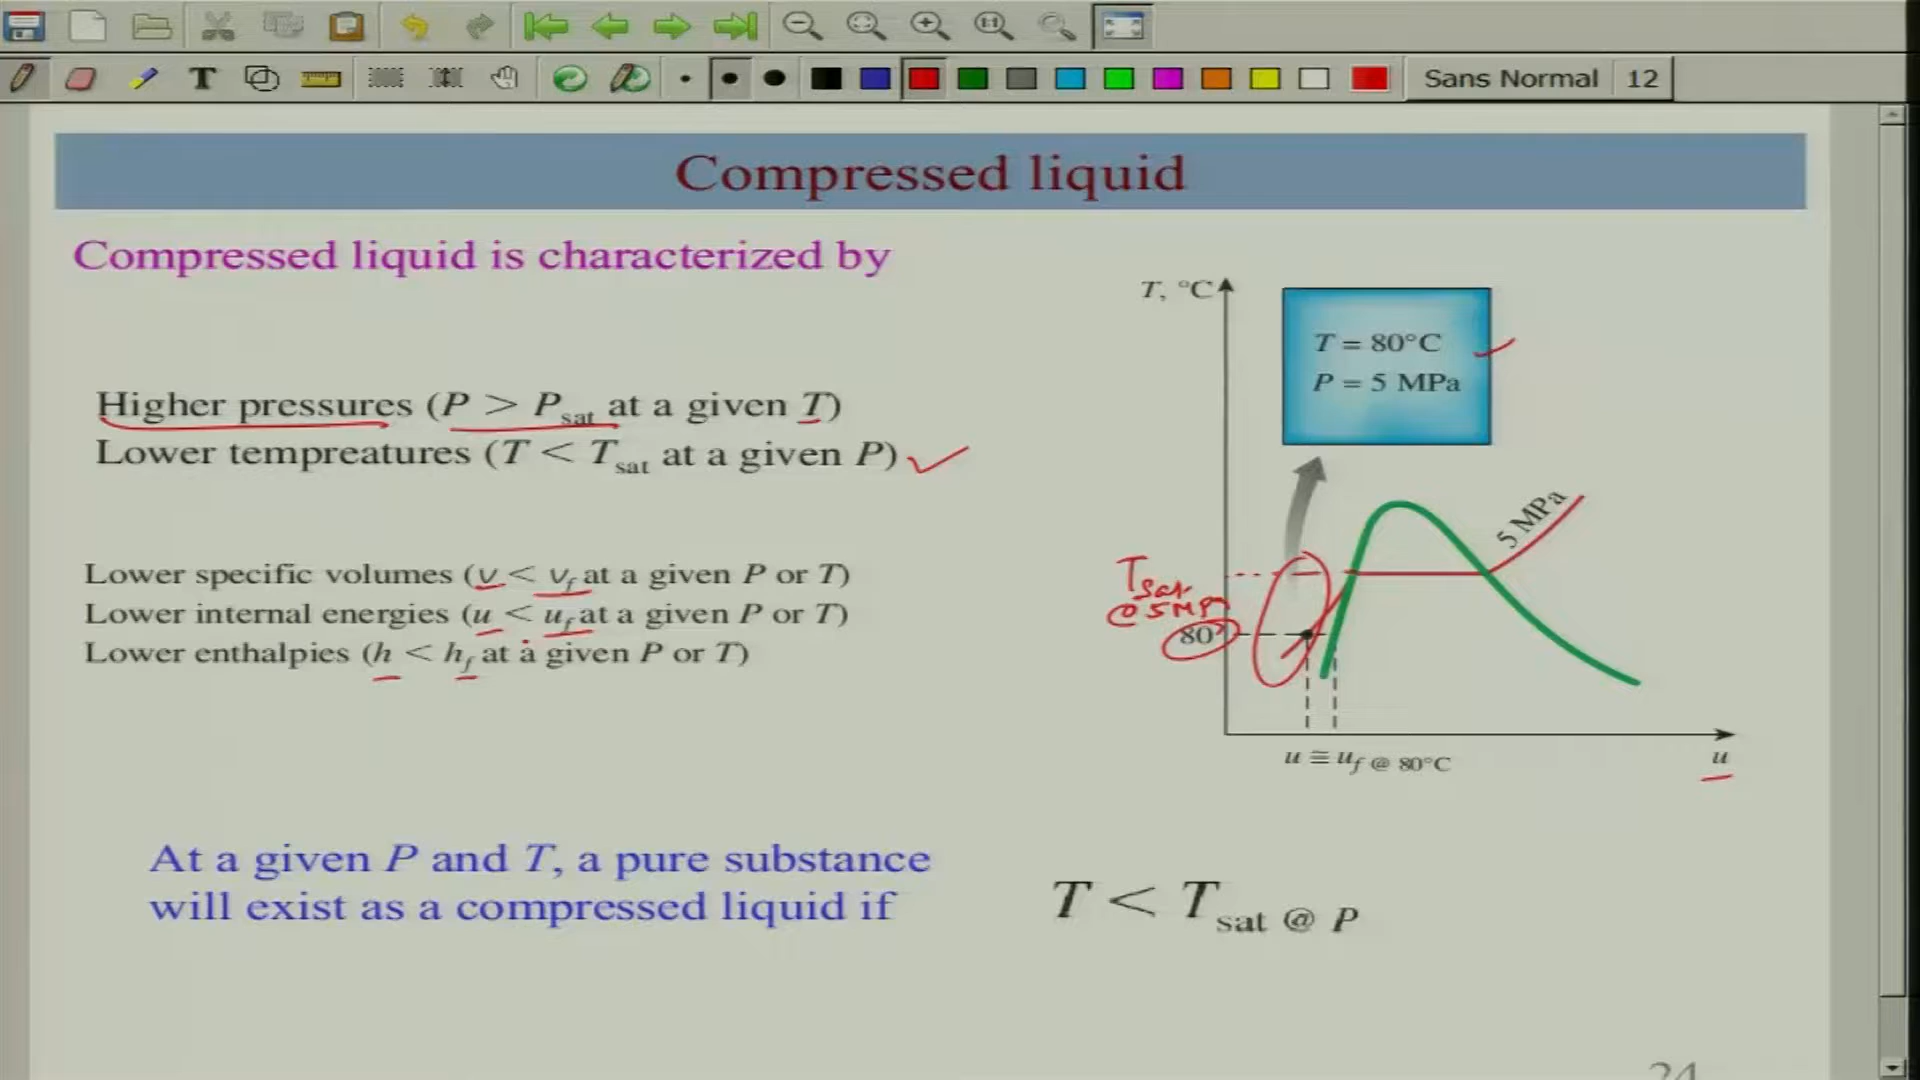 Sans Normal 12
Compressed liquid
Compressed liquid is characterized by
Higher pressures (P > Psat at a given T)
Lower tempreatures (T < Tsat at a given P)
Lower specific volumes (v < vf at a given P or T)
Lower internal energies (u < uf at a given P or T)
Lower enthalpies (h < hf at a given P or T)
At a given P and T, a pure substance
will exist as a compressed liquid if
T < Tsat @ P
T, °C
T = 80°C
P = 5 MPa
5 MPa
Tsat
@ 5 MPa
80°
u ≅ uf @ 80°C
u
24